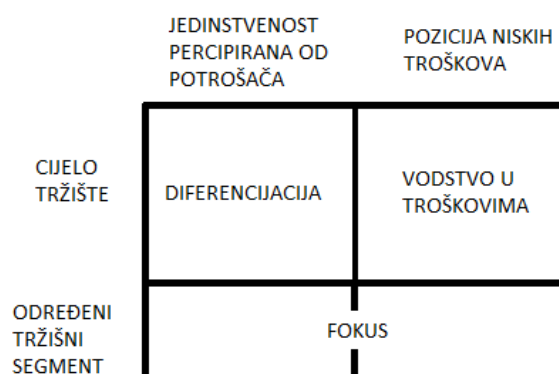 JEDINSTVENOST
PERCIPIRANA OD
POTROŠAČA
POZICIJA NISKIH
TROŠKOVA
CIJELO
TRŽIŠTE
DIFERENCIJACIJA
VODSTVO U
TROŠKOVIMA
ODREĐENI
TRŽIŠNI
SEGMENT
FOKUS